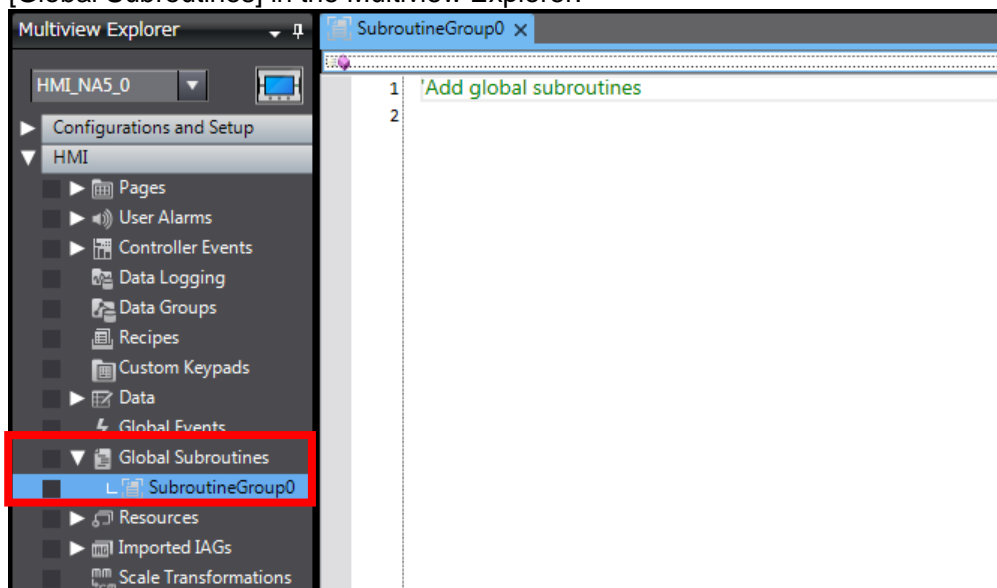 [Global Subroutines] in the Multiview Explorer.
Multiview Explorer
SubroutineGroup0
HMI_NA5_0
Configurations and Setup
HMI
Pages
User Alarms
Controller Events
Data Logging
Data Groups
Recipes
Custom Keypads
Data
Global Events
Global Subroutines
SubroutineGroup0
Resources
Imported IAGs
Scale Transformations
1 'Add global subroutines
2